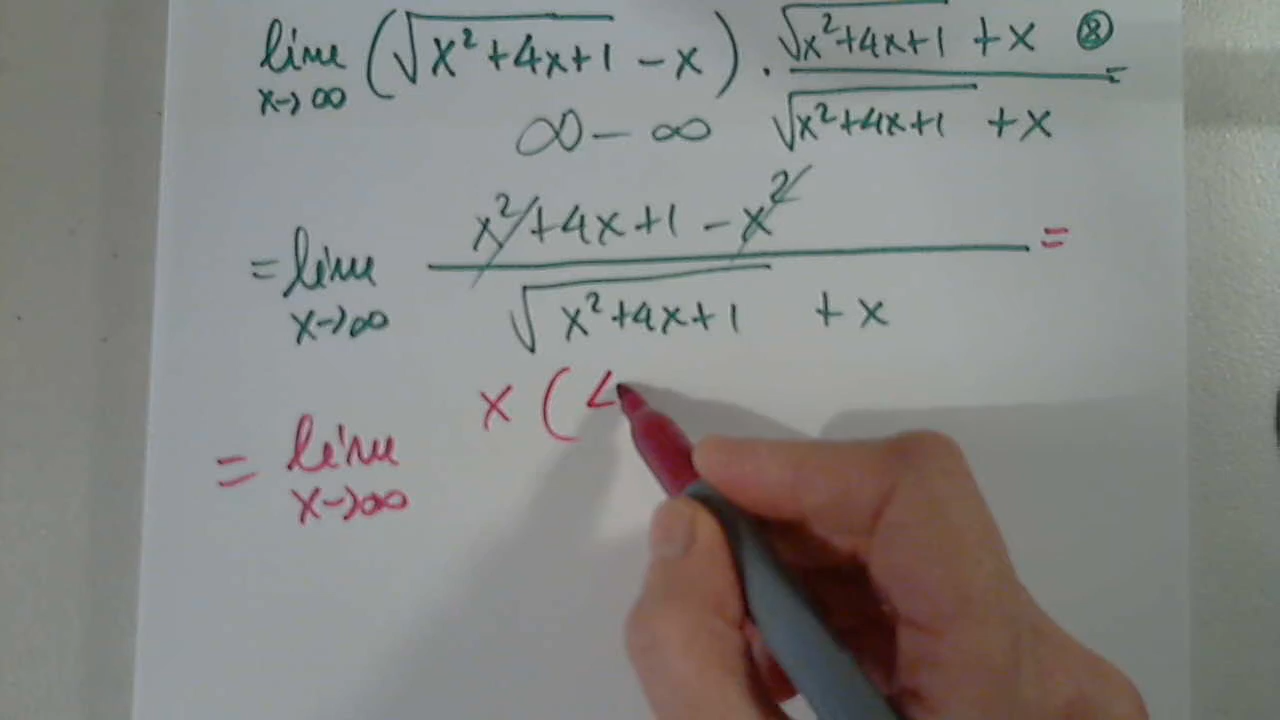 lim (√x²+4x+1 - x) · √x²+4x+1 + x ⊗ =
x→∞ √x²+4x+1 + x
∞ - ∞
= lim x²+4x+1 - x² =
x→∞ √x²+4x+1 + x
= lim x (4
x→∞